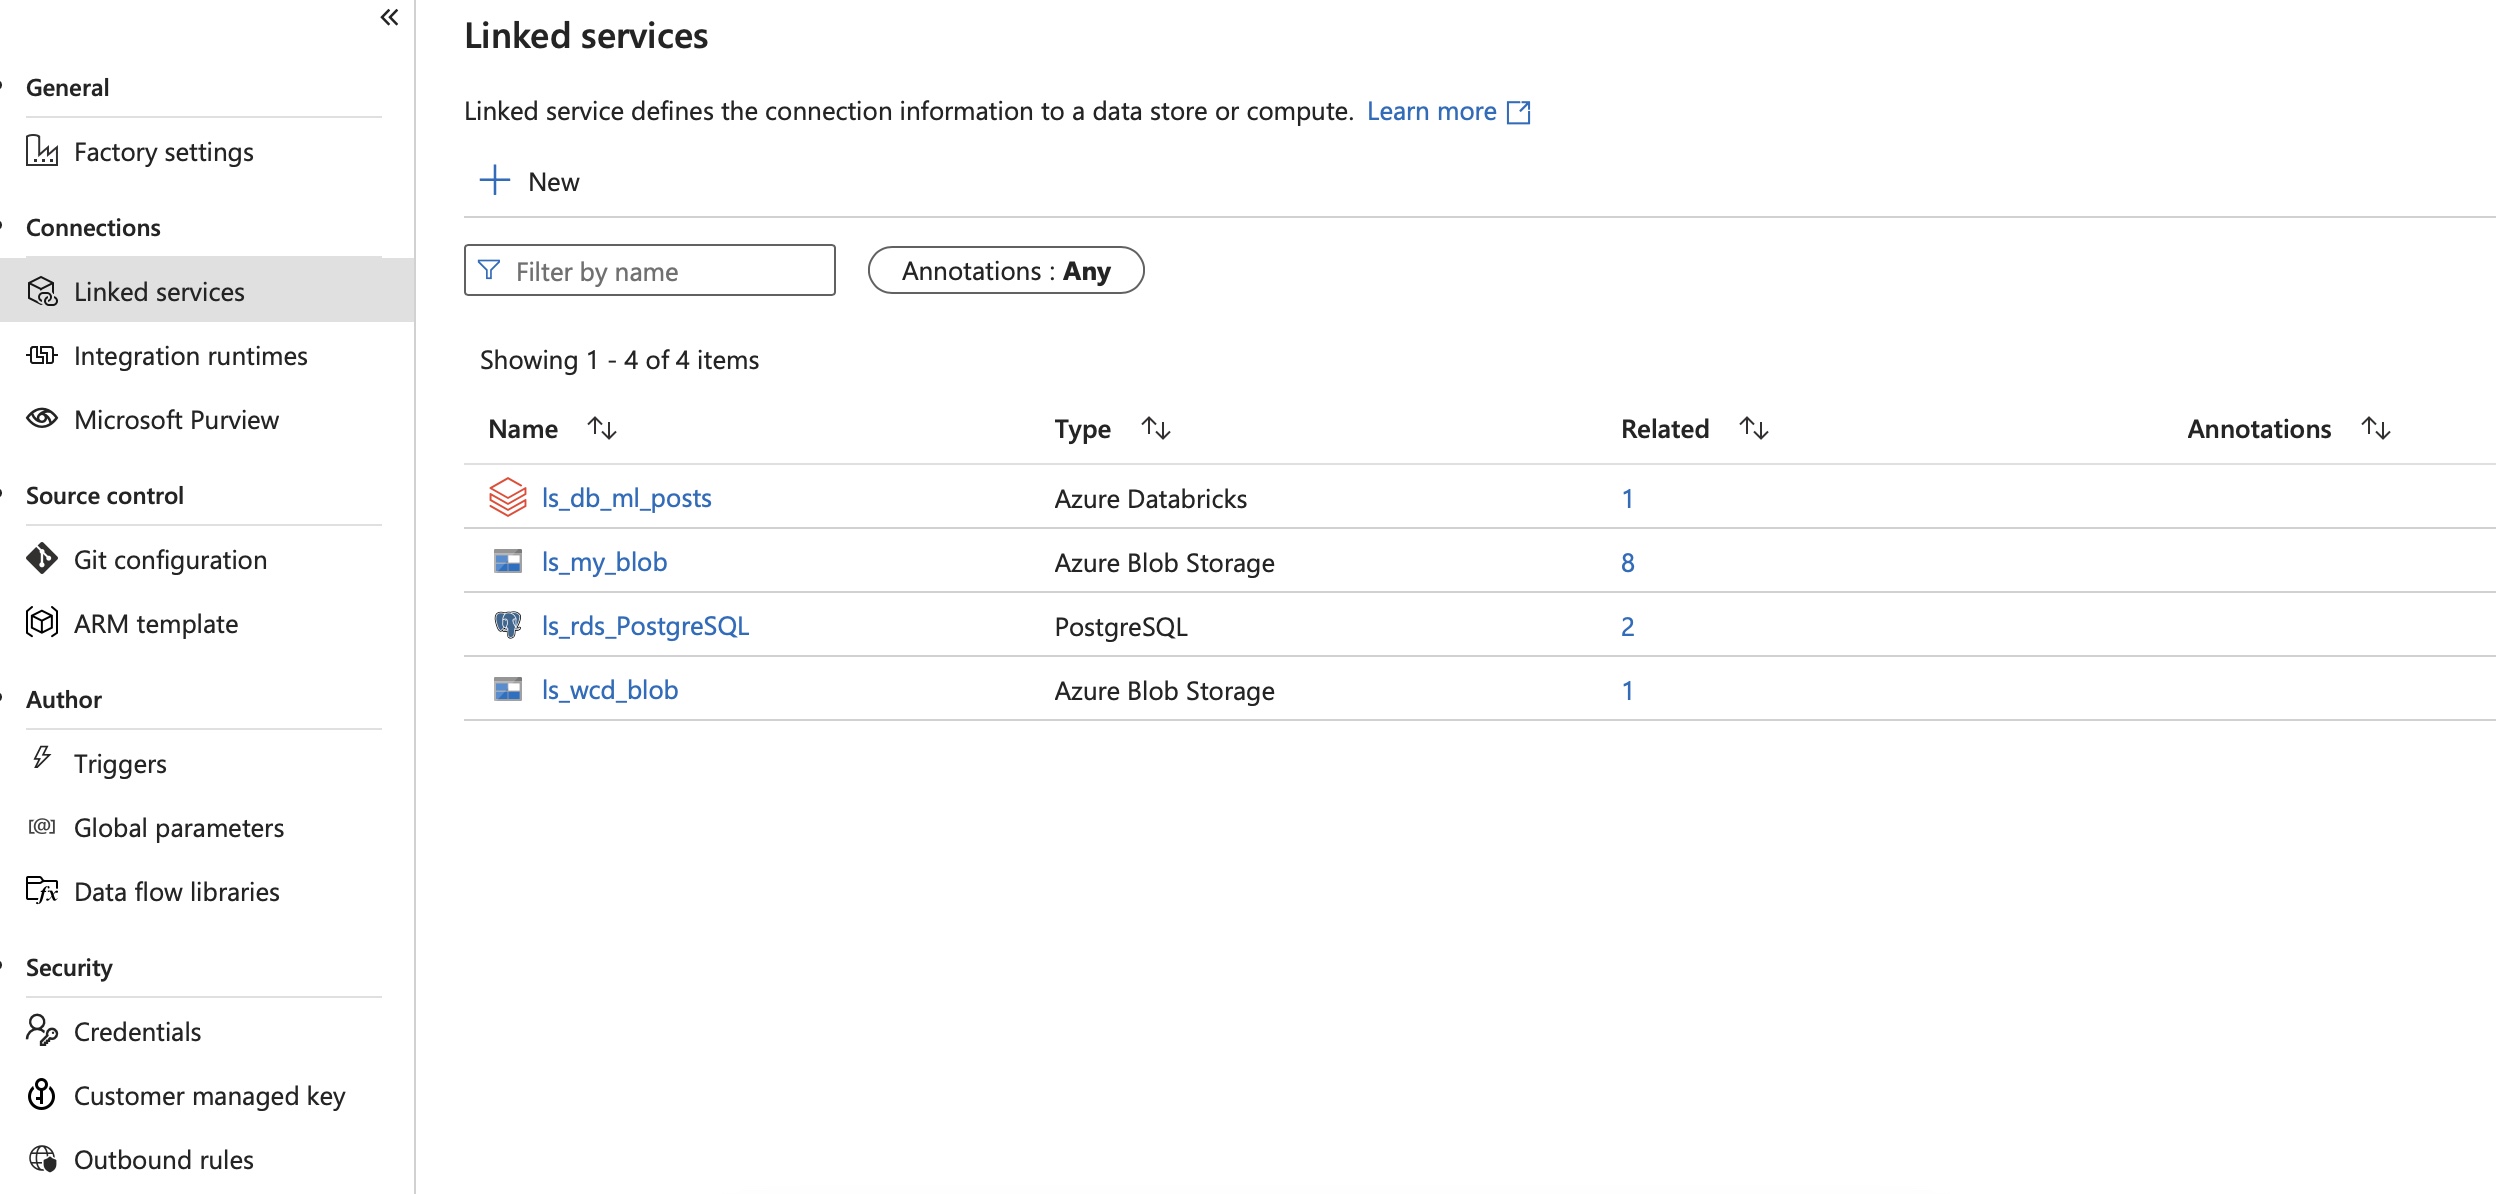 General
Factory settings
Connections
Linked services
Integration runtimes
Microsoft Purview
Source control
Git configuration
ARM template
Author
Triggers
Global parameters
Data flow libraries
Security
Credentials
Customer managed key
Outbound rules
Linked services
Linked service defines the connection information to a data store or compute. Learn more
New
Filter by name
Annotations : Any
Showing 1 - 4 of 4 items
Name Type Related Annotations
ls_db_ml_posts Azure Databricks 1
ls_my_blob Azure Blob Storage 8
ls_rds_PostgreSQL PostgreSQL 2
ls_wcd_blob Azure Blob Storage 1